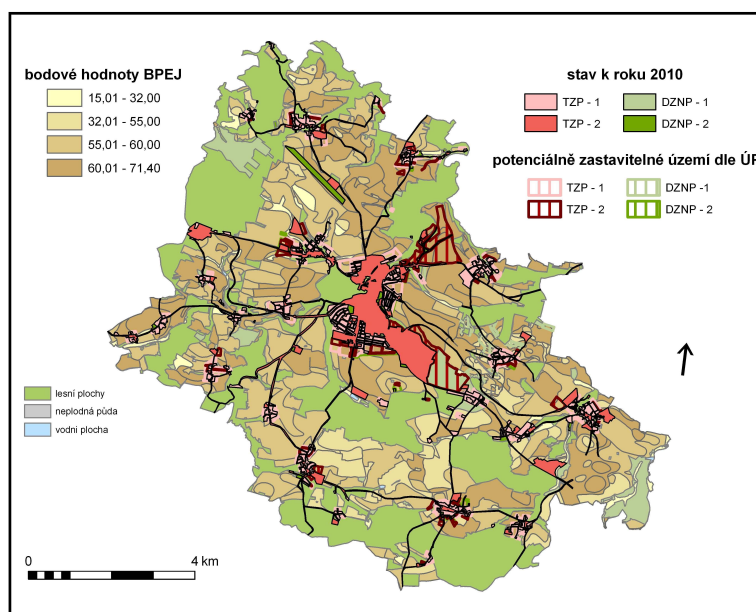 bodové hodnoty BPEJ
15,01 - 32,00
32,01 - 55,00
55,01 - 60,00
60,01 - 71,40
stav k roku 2010
TZP - 1
DZNP - 1
TZP - 2
DZNP - 2
potenciálně zastavitelné území dle ÚP
TZP - 1
DZNP -1
TZP - 2
DZNP - 2
lesní plochy
neplodná půda
vodní plocha
0
4 km